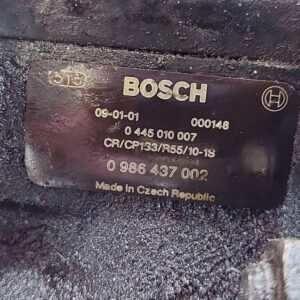 515
BOSCH
09-01-01 000148
0 445 010 007
CR/CP1S3/R55/10-1S
0 986 437 002
Made in Czech Republic